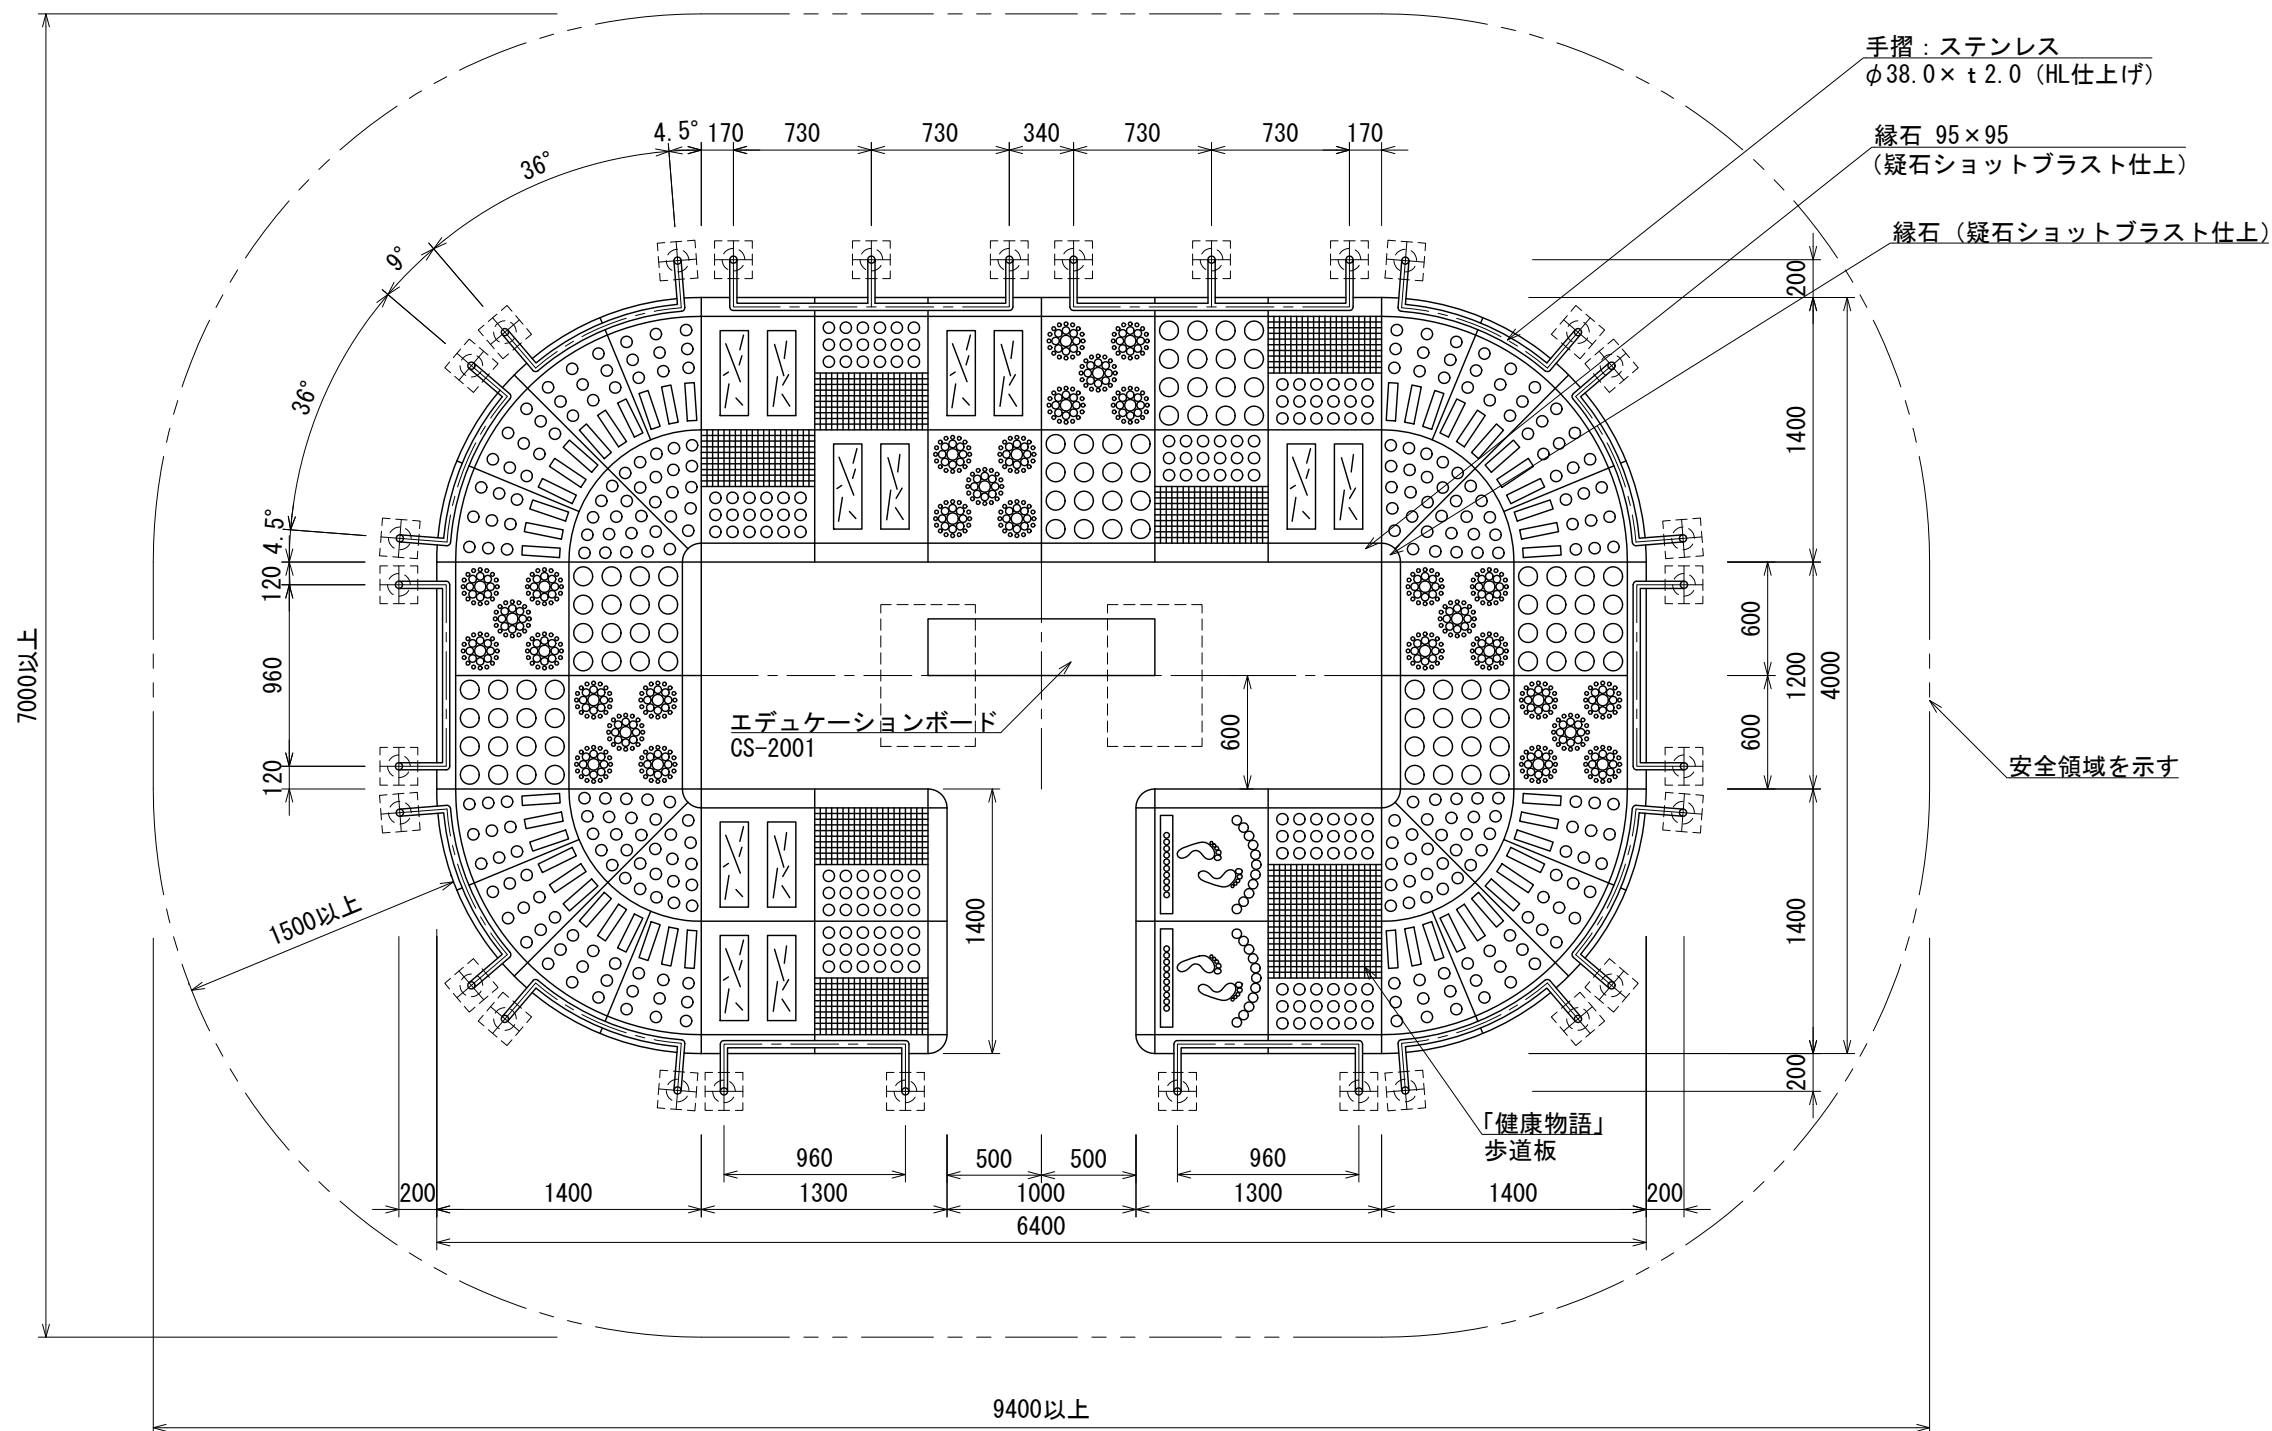 手摺：ステンレス
φ38.0×ｔ2.0（HL仕上げ）
縁石 95×95
（疑石ショットブラスト仕上）
縁石（疑石ショットブラスト仕上）
4.5°
170
730
730
340
730
730
170
36°
9°
36°
4.5°
120
960
120
7000以上
1500以上
200
1400
1200
4000
600
600
1400
200
エデュケーションボード
CS-2001
600
1400
安全領域を示す
「健康物語」
歩道板
960
500
500
960
200
1400
1300
1000
1300
1400
200
6400
9400以上